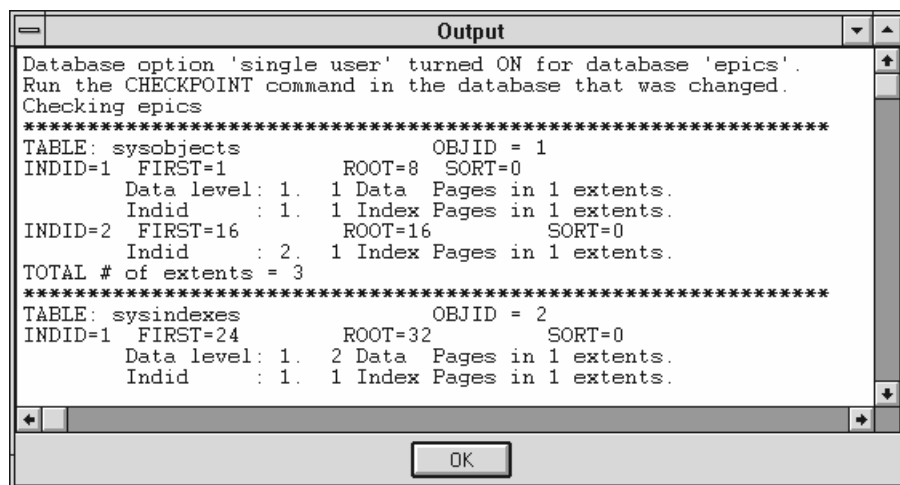 Output
Database option 'single user' turned ON for database 'epics'.
Run the CHECKPOINT command in the database that was changed.
Checking epics
***************************************************************
TABLE: sysobjects               OBJID = 1
INDID=1  FIRST=1         ROOT=8  SORT=0
        Data level: 1.  1 Data  Pages in 1 extents.
        Indid     : 1.  1 Index Pages in 1 extents.
INDID=2  FIRST=16        ROOT=16         SORT=0
        Indid     : 2.  1 Index Pages in 1 extents.
TOTAL # of extents = 3
***************************************************************
TABLE: sysindexes               OBJID = 2
INDID=1  FIRST=24        ROOT=32         SORT=0
        Data level: 1.  2 Data  Pages in 1 extents.
        Indid     : 1.  1 Index Pages in 1 extents.
OK